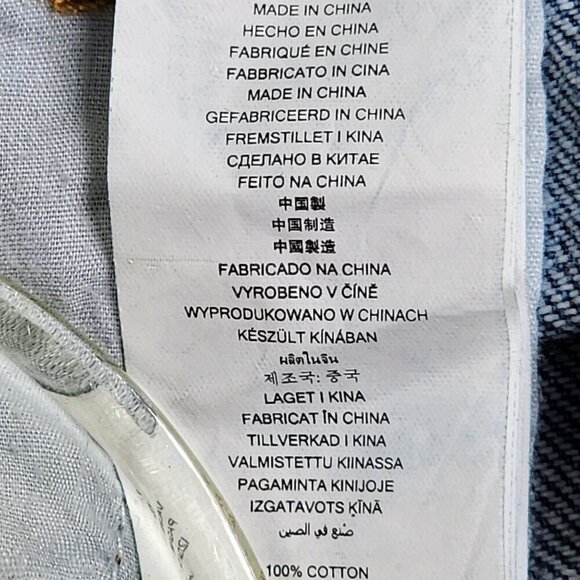 MADE IN CHINA
HECHO EN CHINA
FABRIQUÉ EN CHINE
FABBRICATO IN CINA
MADE IN CHINA
GEFABRICEERD IN CHINA
FREMSTILLET I KINA
СДЕЛАНО В КИТАЕ
FEITO NA CHINA
中国製
中国制造
中國製造
FABRICADO NA CHINA
VYROBENO V ČÍNĚ
WYPRODUKOWANO W CHINACH
KÉSZÜLT KÍNÁBAN
ผลิตในจีน
제조국: 중국
LAGET I KINA
FABRICAT ÎN CHINA
TILLVERKAD I KINA
VALMISTETTU KIINASSA
PAGAMINTA KINIJOJE
IZGATAVOTS ĶĪNĀ
صنع في الصين
100% COTTON